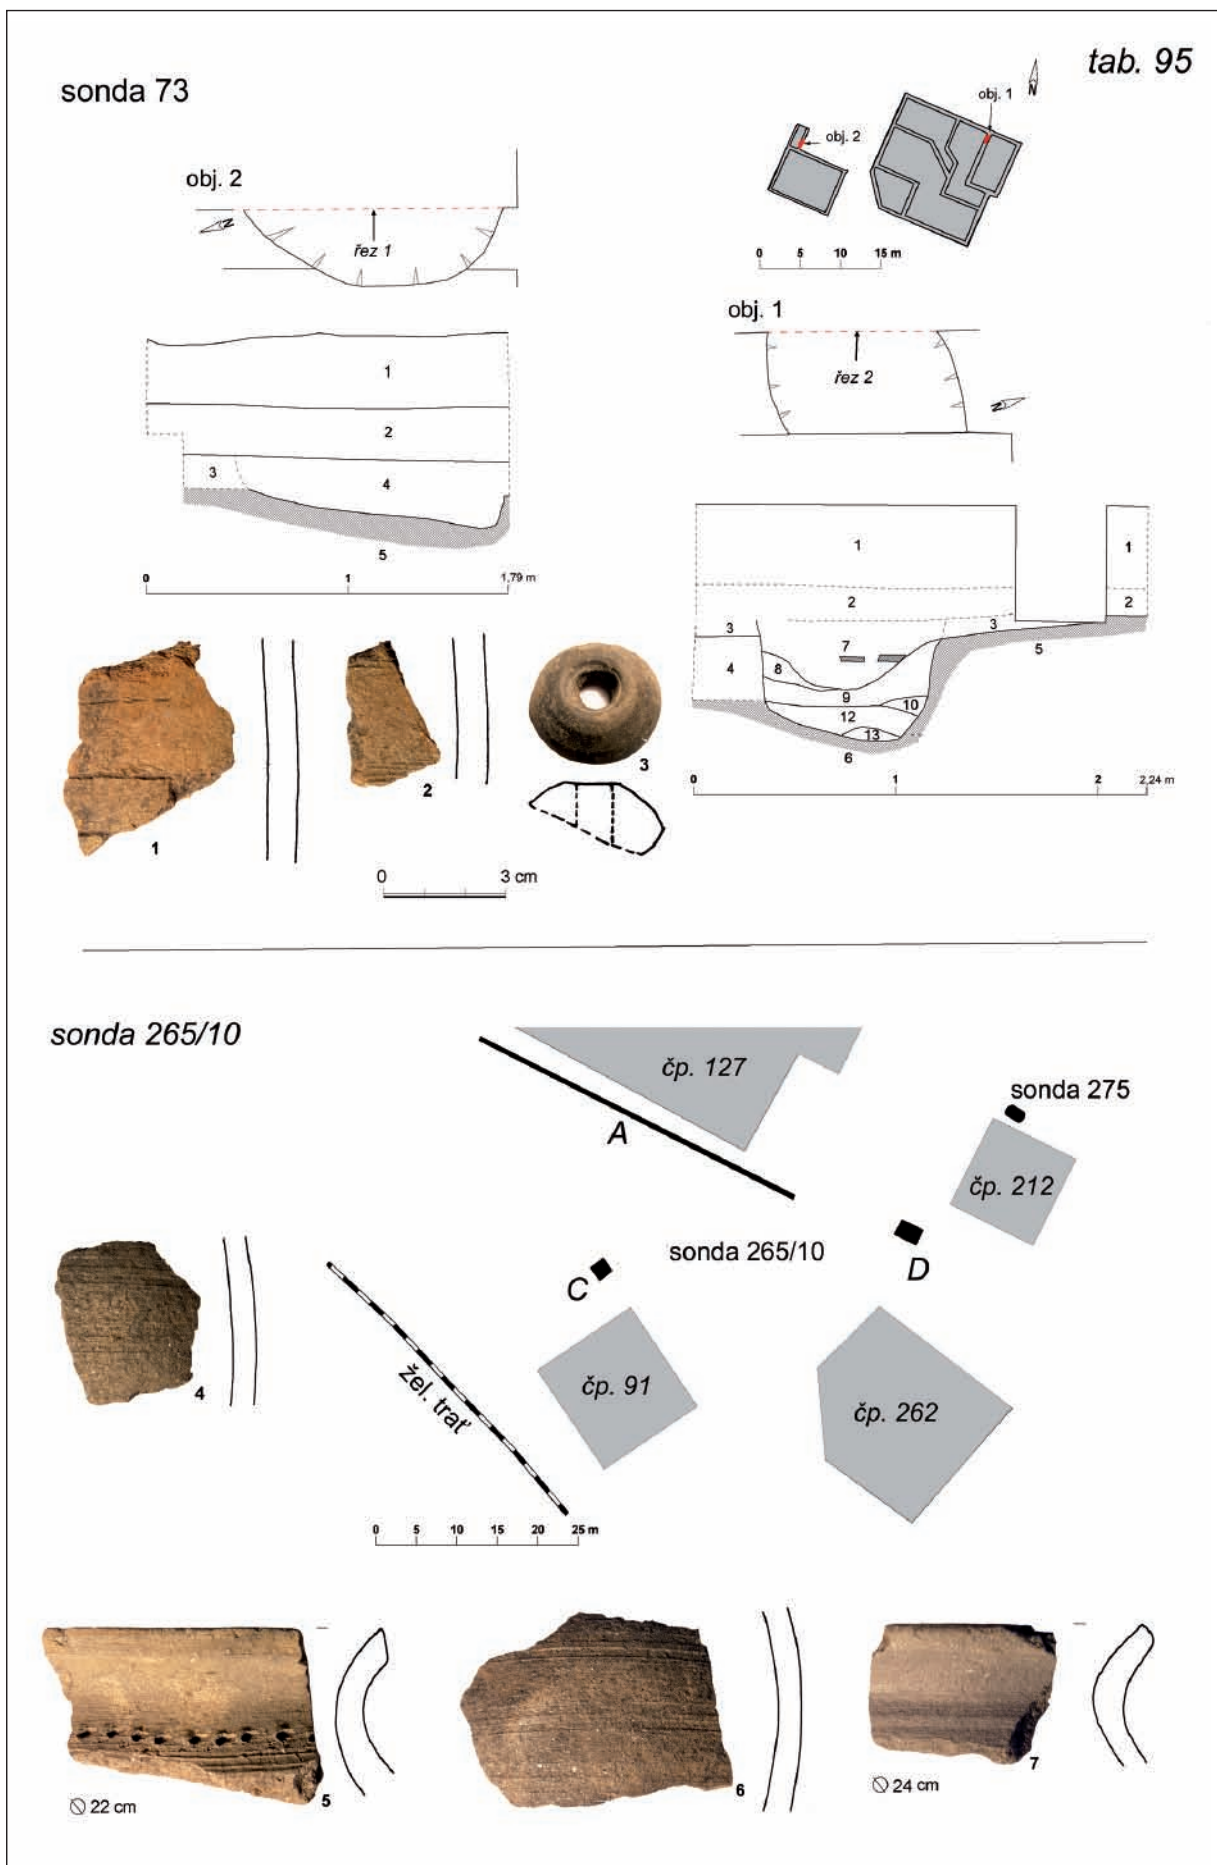 tab. 95
sonda 73
N
obj. 1
obj. 2
0 5 10 15 m
obj. 2
N
řez 1
1
2
3
4
5
0 1 1,79 m
obj. 1
řez 2
N
1
1
2
2
3
3
4
5
7
8
9
10
12
13
6
0 1 2 2,24 m
1
2
3
0 3 cm
sonda 265/10
čp. 127
A
sonda 275
čp. 212
sonda 265/10
C
D
4
žel. trať
čp. 91
čp. 262
0 5 10 15 20 25 m
5
22 cm
6
7
24 cm